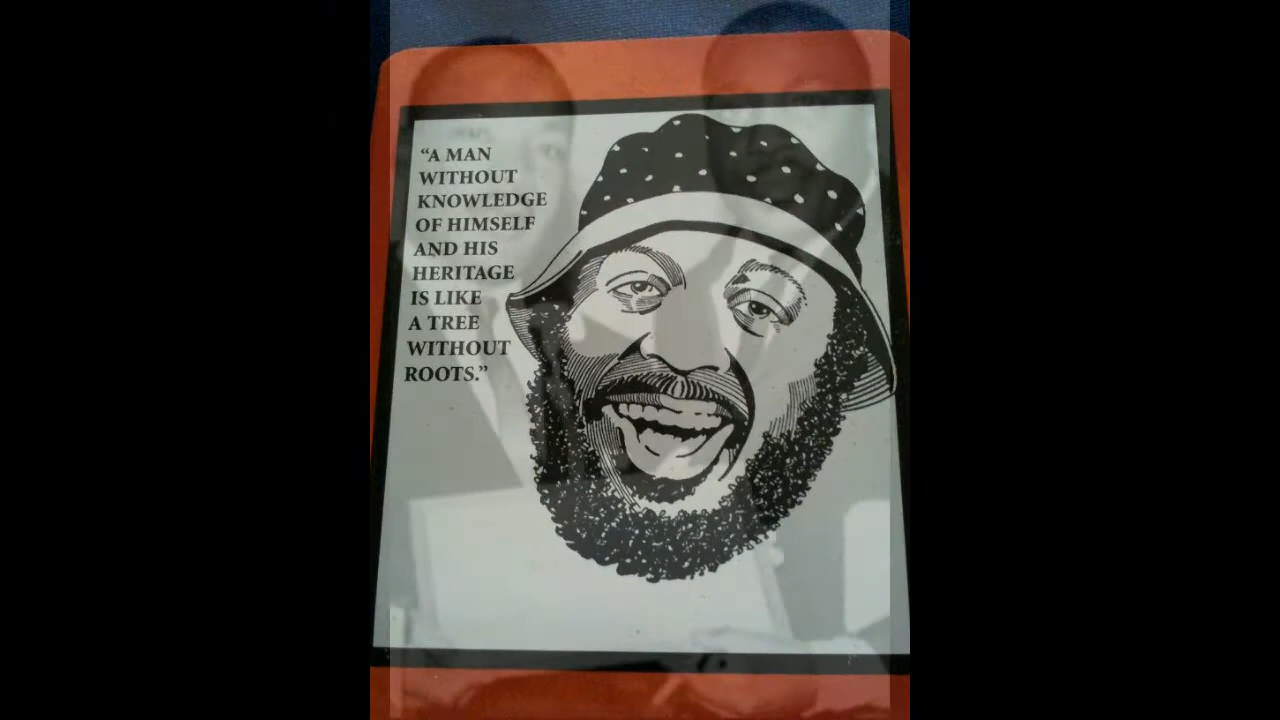 “A MAN
WITHOUT
KNOWLEDGE
OF HIMSELF
AND HIS
HERITAGE
IS LIKE
A TREE
WITHOUT
ROOTS.”